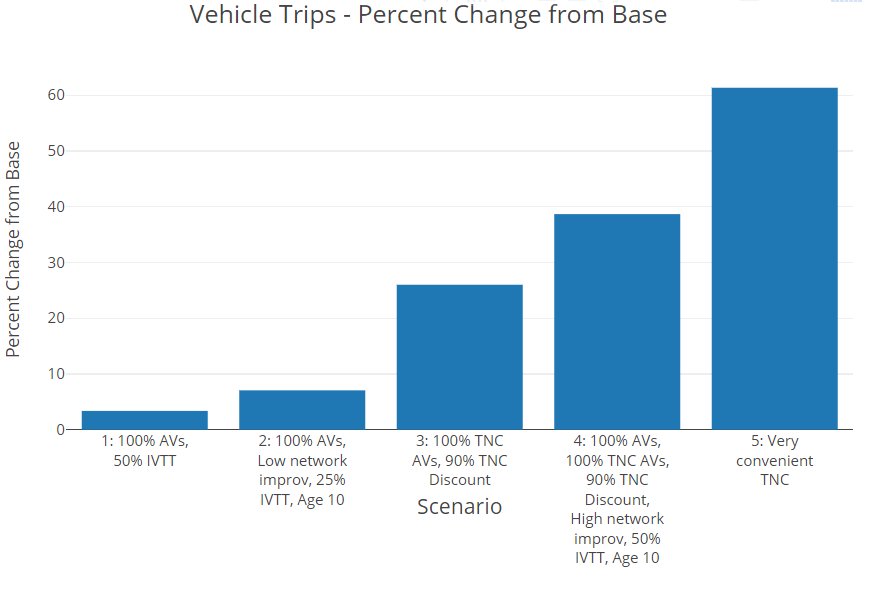 Vehicle Trips - Percent Change from Base
Percent Change from Base
60
50
40
30
20
10
0
1: 100% AVs,
50% IVTT
2: 100% AVs,
Low network
improv, 25%
IVTT, Age 10
3: 100% TNC
AVs, 90% TNC
Discount
4: 100% AVs,
100% TNC AVs,
90% TNC
Discount,
High network
improv, 50%
IVTT, Age 10
5: Very
convenient
TNC
Scenario